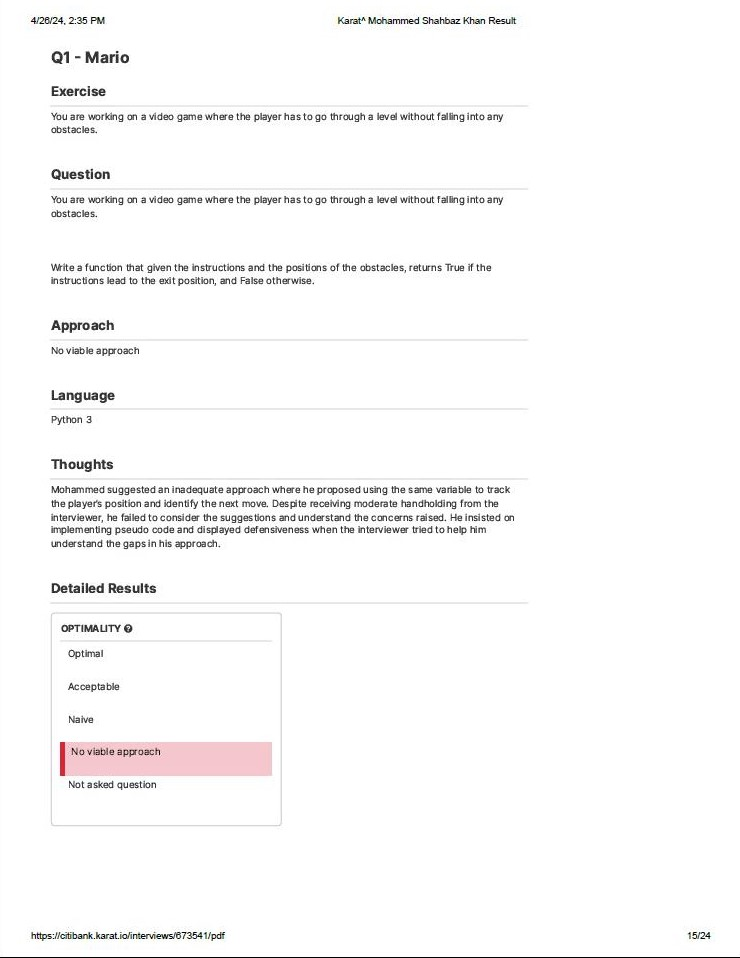 4/26/24, 2:35 PM
Karat^ Mohammed Shahbaz Khan Result
Q1 - Mario
Exercise
You are working on a video game where the player has to go through a level without falling into any
obstacles.
Question
You are working on a video game where the player has to go through a level without falling into any
obstacles.
Write a function that given the instructions and the positions of the obstacles, returns True if the
instructions lead to the exit position, and False otherwise.
Approach
No viable approach
Language
Python 3
Thoughts
Mohammed suggested an inadequate approach where he proposed using the same variable to track
the player's position and identify the next move. Despite receiving moderate handholding from the
interviewer, he failed to consider the suggestions and understand the concerns raised. He insisted on
implementing pseudo code and displayed defensiveness when the interviewer tried to help him
understand the gaps in his approach.
Detailed Results
OPTIMALITY ?
Optimal
Acceptable
Naive
No viable approach
Not asked question
https://citibank.karat.io/interviews/673541/pdf
15/24